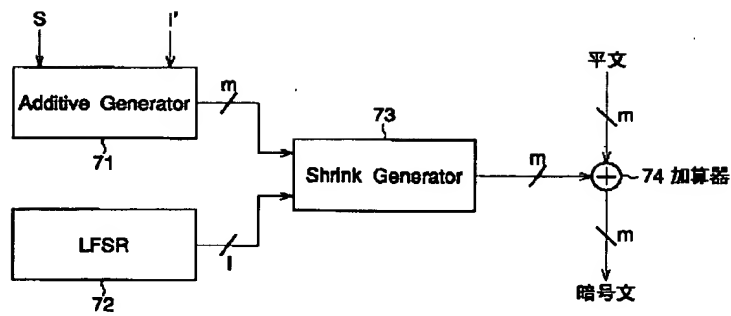 S
I'
Additive Generator
71
m
73
Shrink Generator
LFSR
72
l
m
平文
m
74 加算器
m
暗号文